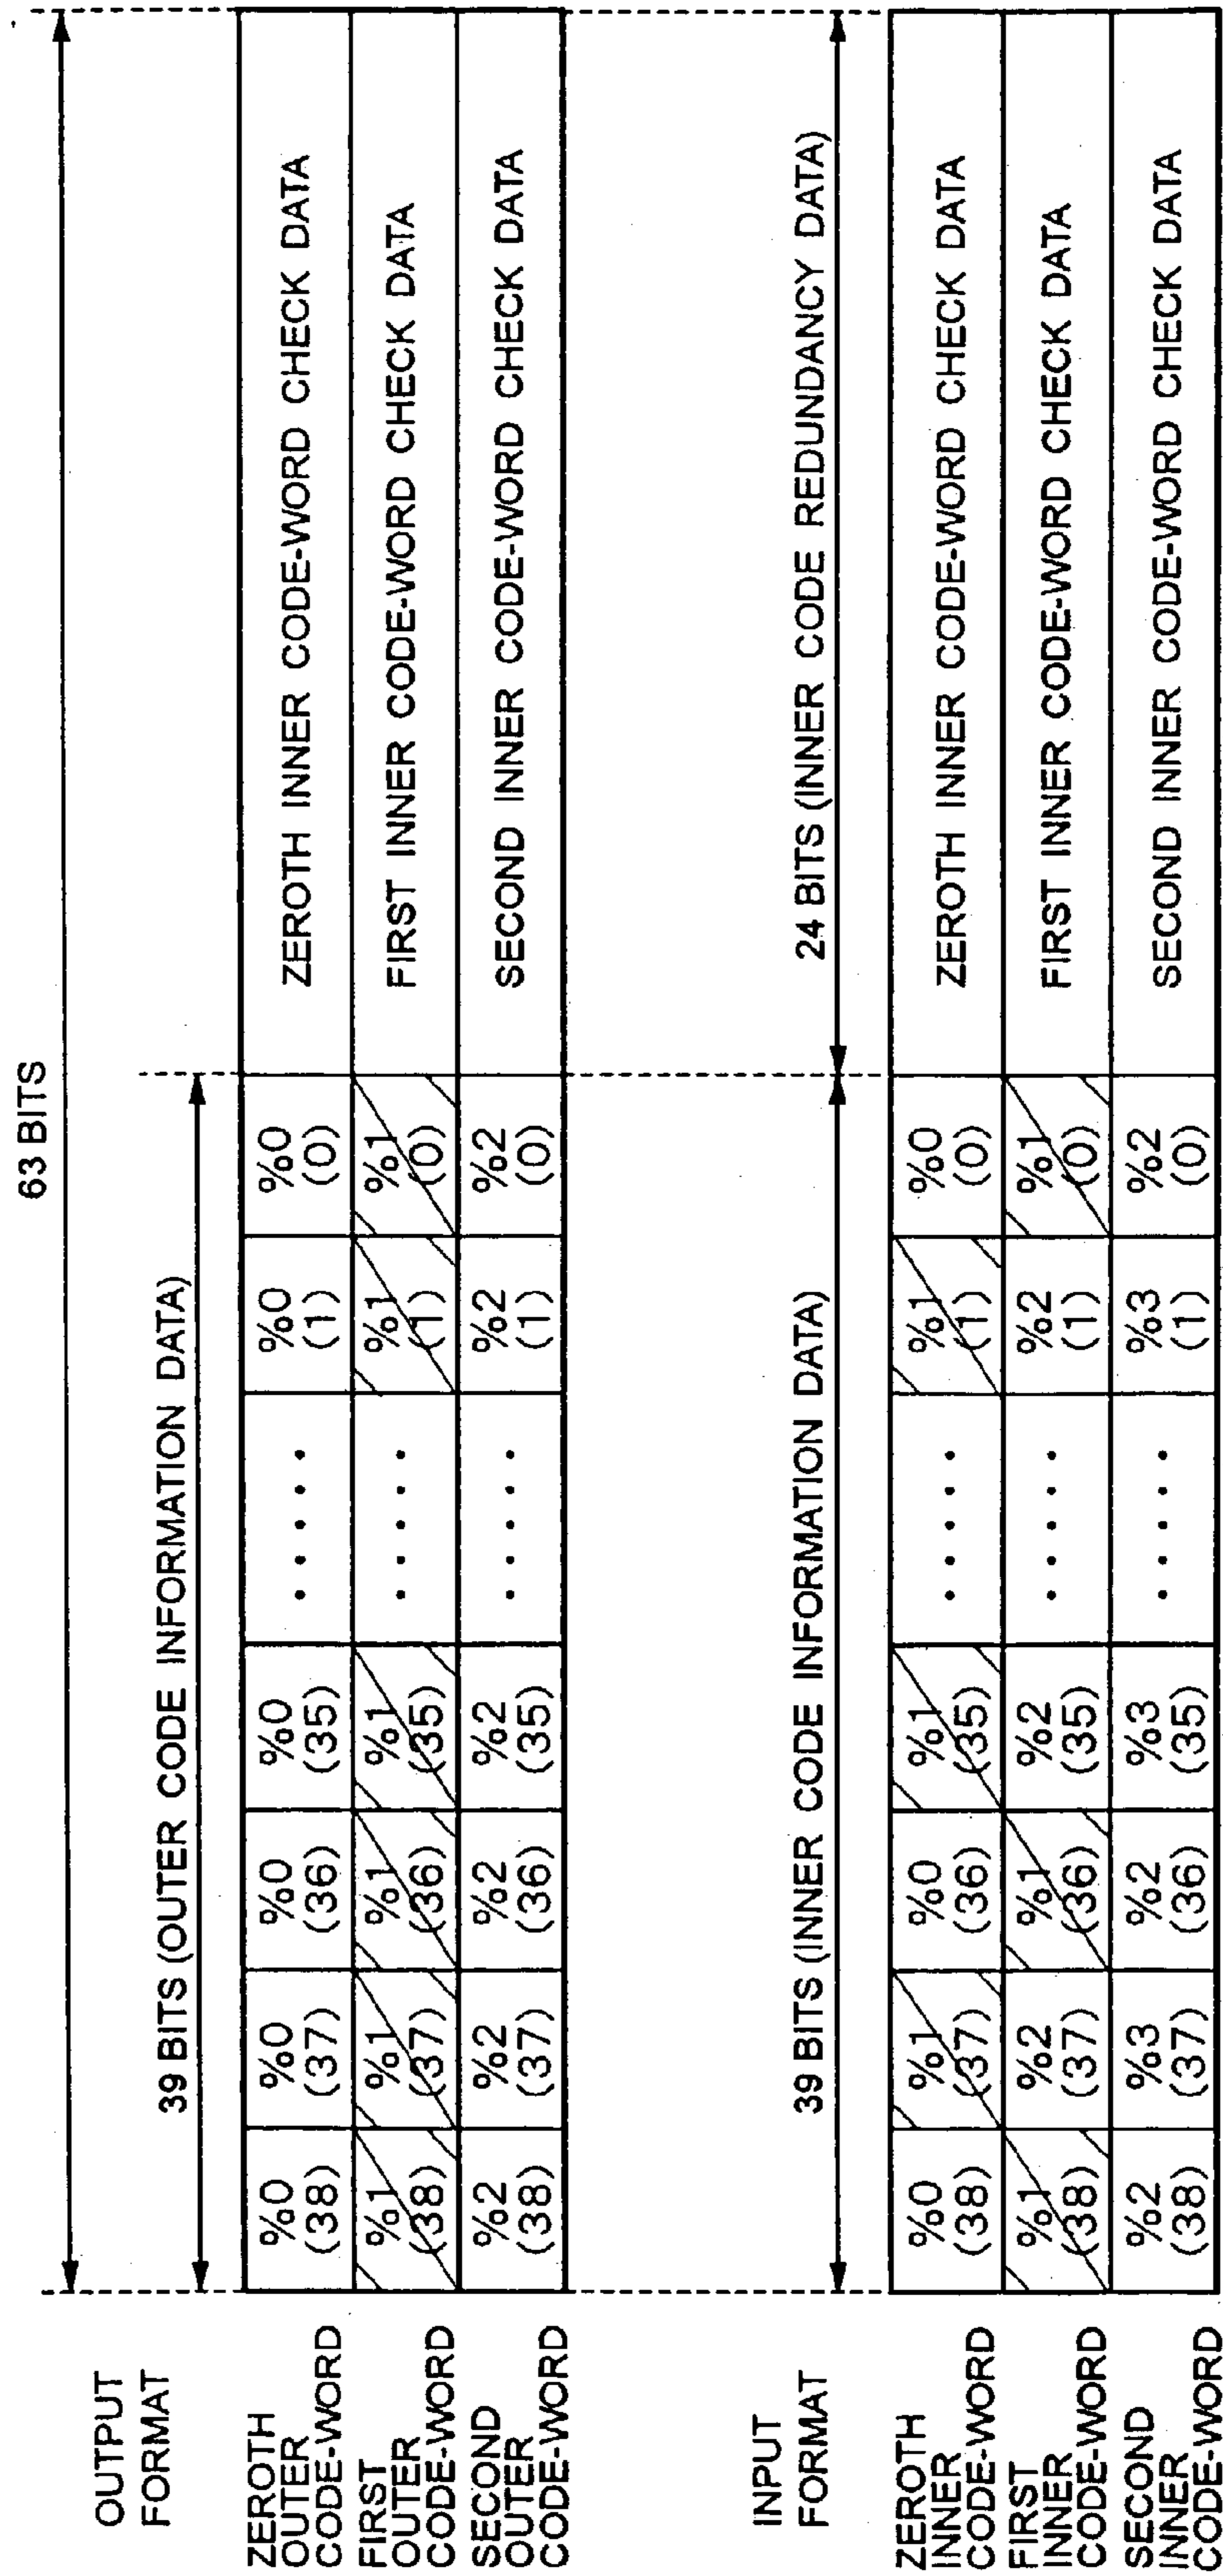 63 BITS
39 BITS (OUTER CODE INFORMATION DATA)
OUTPUT
FORMAT
ZEROTH
OUTER
CODE-WORD
%0 (38) %0 (37) %0 (36) %0 (35) ..... %0 (1) %0 (0) ZEROTH INNER CODE-WORD CHECK DATA
FIRST
OUTER
CODE-WORD
%1 (38) %1 (37) %1 (36) %1 (35) ..... %1 (1) %1 (0) FIRST INNER CODE-WORD CHECK DATA
SECOND
OUTER
CODE-WORD
%2 (38) %2 (37) %2 (36) %2 (35) ..... %2 (1) %2 (0) SECOND INNER CODE-WORD CHECK DATA
39 BITS (INNER CODE INFORMATION DATA)
24 BITS (INNER CODE REDUNDANCY DATA)
INPUT
FORMAT
ZEROTH
INNER
CODE-WORD
%0 (38) %1 (37) %0 (36) %1 (35) ..... %1 (1) %0 (0) ZEROTH INNER CODE-WORD CHECK DATA
FIRST
INNER
CODE-WORD
%1 (38) %2 (37) %1 (36) %2 (35) ..... %2 (1) %1 (0) FIRST INNER CODE-WORD CHECK DATA
SECOND
INNER
CODE-WORD
%2 (38) %3 (37) %2 (36) %3 (35) ..... %3 (1) %2 (0) SECOND INNER CODE-WORD CHECK DATA